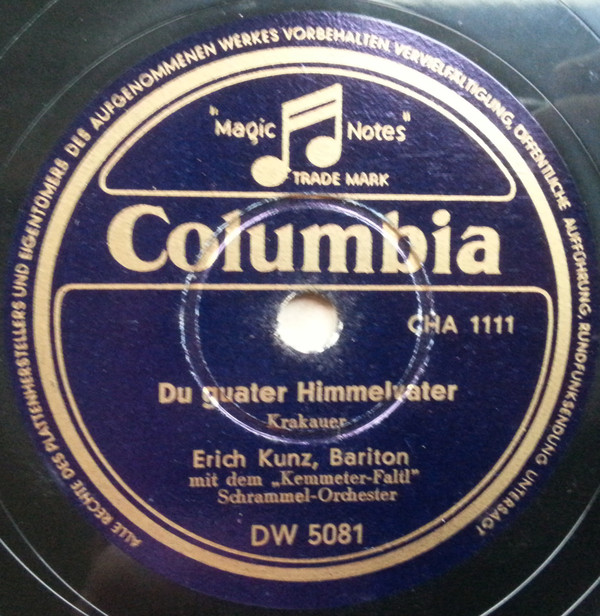 ALLE RECHTE DES PLATTENHERSTELLERS UND EIGENTÜMERS DES AUFGENOMMENEN WERKES VORBEHALTEN. VERVIELFÄLTIGUNG, ÖFFENTLICHE AUFFÜHRUNG, RUNDFUNKSENDUNG UNTERSAGT
"Magic Notes"
TRADE MARK
Columbia
CHA 1111
Du guater Himmelvater
Krakauer
Erich Kunz, Bariton
mit dem „Kemmeter-Faltl"
Schrammel-Orchester
DW 5081